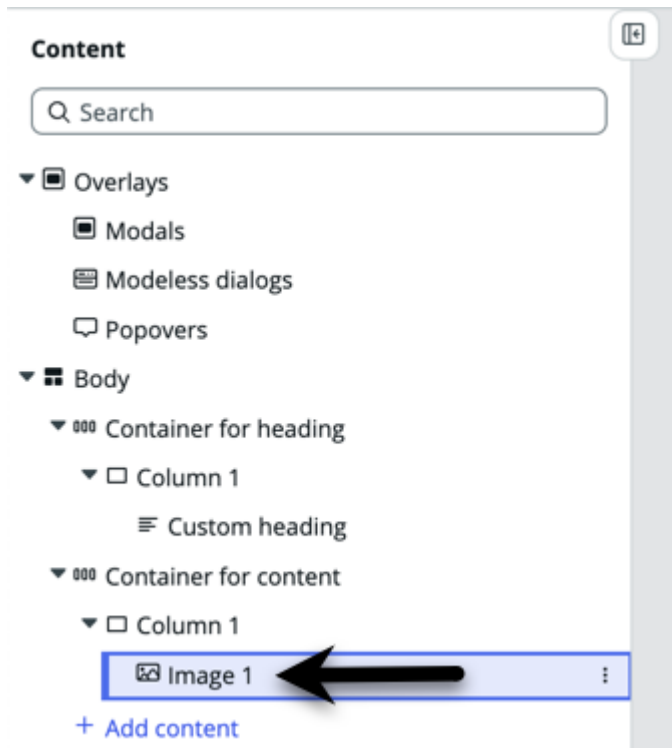 Content
Search
Overlays
Modals
Modeless dialogs
Popovers
Body
Container for heading
Column 1
Custom heading
Container for content
Column 1
Image 1
+ Add content